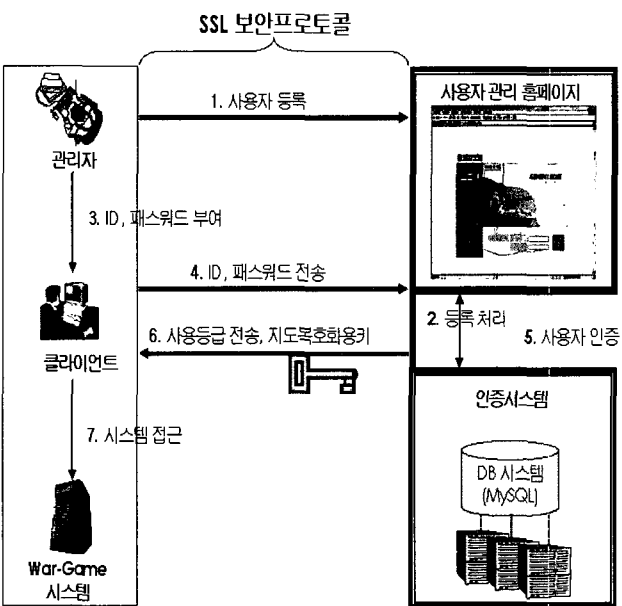 SSL 보안프로토콜
1. 사용자 등록
사용자 관리 홈페이지
관리자
3. ID, 패스워드 부여
4. ID, 패스워드 전송
2. 등록 처리
5. 사용자 인증
6. 사용등급 전송, 지도복호화용키
클라이언트
인증시스템
7. 시스템 접근
DB 시스템
(MySQL)
War-Game
시스템